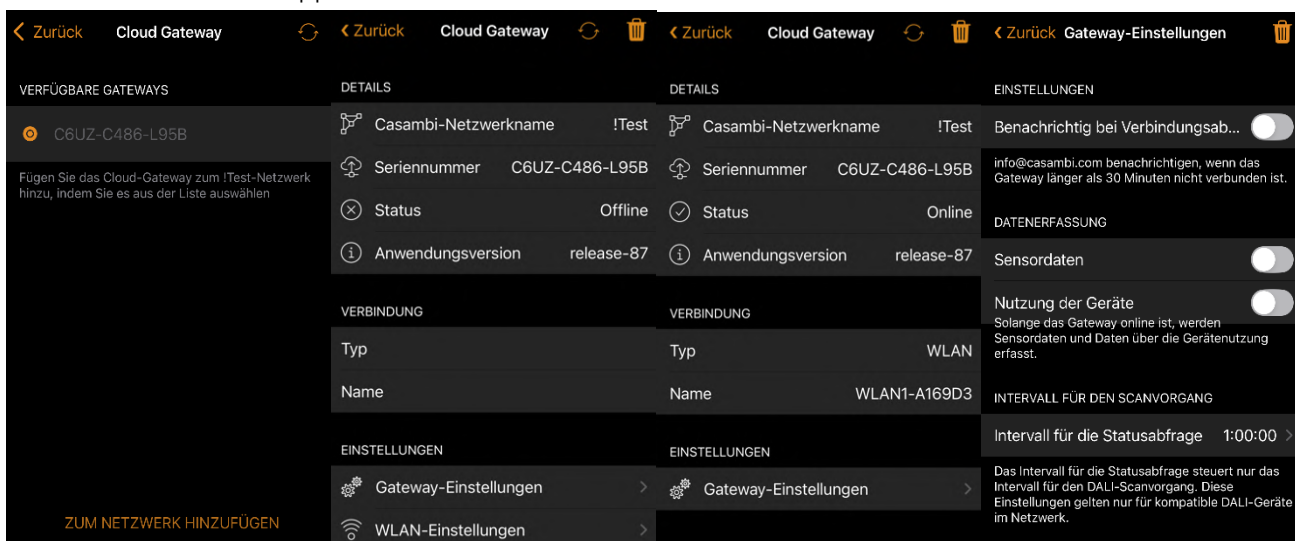 Zurück Cloud Gateway
VERFÜGBARE GATEWAYS
C6UZ-C486-L95B
Fügen Sie das Cloud-Gateway zum !Test-Netzwerk
hinzu, indem Sie es aus der Liste auswählen
ZUM NETZWERK HINZUFÜGEN
Zurück Cloud Gateway
DETAILS
Casambi-Netzwerkname !Test
Seriennummer C6UZ-C486-L95B
Status Offline
Anwendungsversion release-87
VERBINDUNG
Typ
Name
EINSTELLUNGEN
Gateway-Einstellungen
WLAN-Einstellungen
Zurück Cloud Gateway
DETAILS
Casambi-Netzwerkname !Test
Seriennummer C6UZ-C486-L95B
Status Online
Anwendungsversion release-87
VERBINDUNG
Typ WLAN
Name WLAN1-A169D3
EINSTELLUNGEN
Gateway-Einstellungen
Zurück Gateway-Einstellungen
EINSTELLUNGEN
Benachrichtig bei Verbindungsab...
info@casambi.com benachrichtigen, wenn das
Gateway länger als 30 Minuten nicht verbunden ist.
DATENERFASSUNG
Sensordaten
Nutzung der Geräte
Solange das Gateway online ist, werden
Sensordaten und Daten über die Gerätenutzung
erfasst.
INTERVALL FÜR DEN SCANVORGANG
Intervall für die Statusabfrage 1:00:00
Das Intervall für die Statusabfrage steuert nur das
Intervall für den DALI-Scanvorgang. Diese
Einstellungen gelten nur für kompatible DALI-Geräte
im Netzwerk.